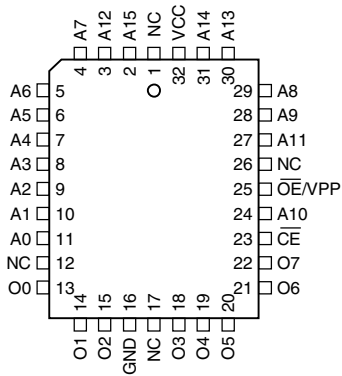 A7 A12 A15 NC VCC A14 A13
4 3 2 1 32 31 30
A6 5 29 A8
A5 6 28 A9
A4 7 27 A11
A3 8 26 NC
A2 9 25 O̅E̅/VPP
A1 10 24 A10
A0 11 23 C̅E̅
NC 12 22 O7
O0 13 21 O6
14 15 16 17 18 19 20
O1 O2 GND NC O3 O4 O5